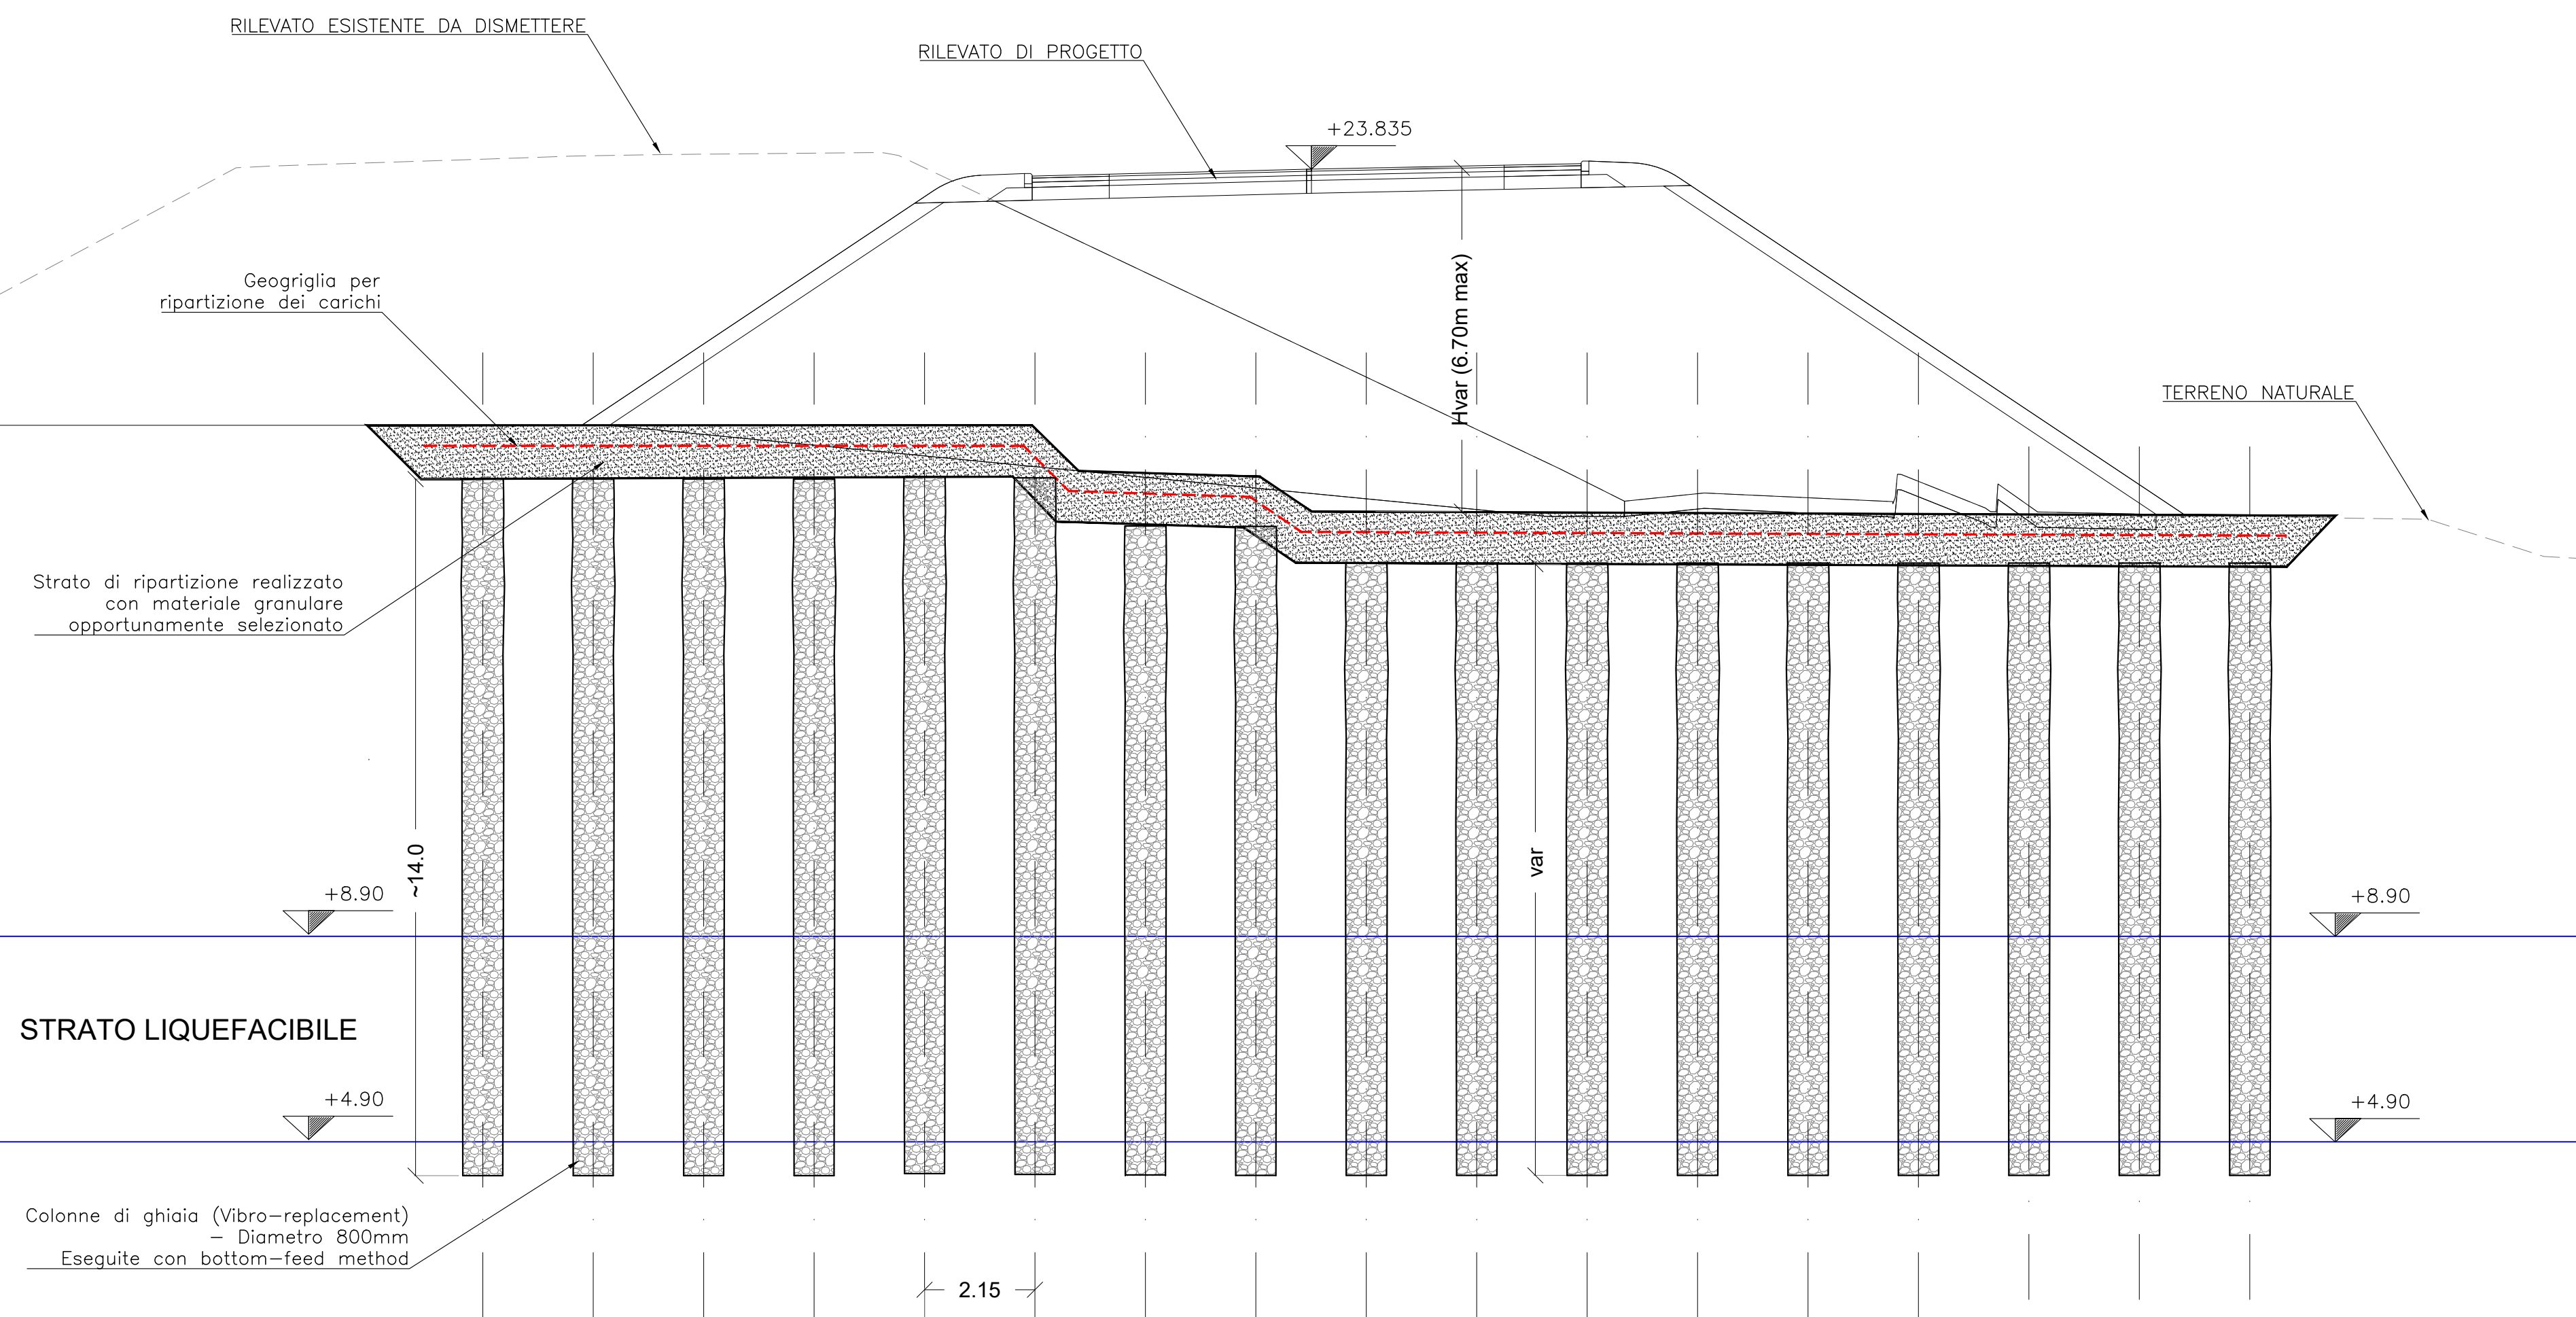 RILEVATO ESISTENTE DA DISMETTERE
RILEVATO DI PROGETTO
+23.835
Hvar (6.70m max)
Geogriglia per
ripartizione dei carichi
TERRENO NATURALE
Strato di ripartizione realizzato
con materiale granulare
opportunamente selezionato
~14.0
var
+8.90
+8.90
STRATO LIQUEFACIBILE
+4.90
+4.90
Colonne di ghiaia (Vibro-replacement)
- Diametro 800mm
Eseguite con bottom-feed method
2.15